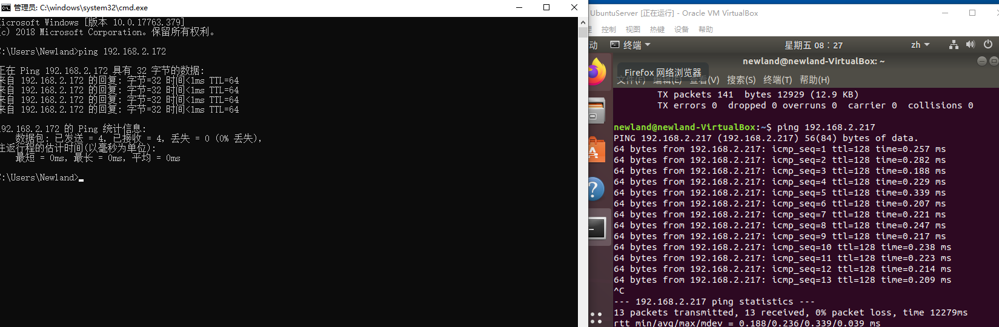 管理员: C:\windows\system32\cmd.exe
icrosoft Windows [版本 10.0.17763.379]
(c) 2018 Microsoft Corporation。保留所有权利。
:\Users\Newland>ping 192.168.2.172
正在 Ping 192.168.2.172 具有 32 字节的数据:
来自 192.168.2.172 的回复: 字节=32 时间<1ms TTL=64
来自 192.168.2.172 的回复: 字节=32 时间<1ms TTL=64
来自 192.168.2.172 的回复: 字节=32 时间<1ms TTL=64
来自 192.168.2.172 的回复: 字节=32 时间<1ms TTL=64
192.168.2.172 的 Ping 统计信息:
数据包: 已发送 = 4, 已接收 = 4, 丢失 = 0 (0% 丢失),
往返行程的估计时间(以毫秒为单位):
最短 = 0ms, 最长 = 0ms, 平均 = 0ms
:\Users\Newland>
UbuntuServer [正在运行] - Oracle VM VirtualBox
理 控制 视图 热键 设备 帮助
动 终端 星期五 08:27 zh
newland@newland-VirtualBox: ~
Firefox 网络浏览器
文件(F) 编辑(E) 查看(V) 搜索(S) 终端(T) 帮助(H)
TX packets 141 bytes 12929 (12.9 KB)
TX errors 0 dropped 0 overruns 0 carrier 0 collisions 0
newland@newland-VirtualBox:~$ ping 192.168.2.217
PING 192.168.2.217 (192.168.2.217) 56(84) bytes of data.
64 bytes from 192.168.2.217: icmp_seq=1 ttl=128 time=0.257 ms
64 bytes from 192.168.2.217: icmp_seq=2 ttl=128 time=0.282 ms
64 bytes from 192.168.2.217: icmp_seq=3 ttl=128 time=0.188 ms
64 bytes from 192.168.2.217: icmp_seq=4 ttl=128 time=0.229 ms
64 bytes from 192.168.2.217: icmp_seq=5 ttl=128 time=0.339 ms
64 bytes from 192.168.2.217: icmp_seq=6 ttl=128 time=0.207 ms
64 bytes from 192.168.2.217: icmp_seq=7 ttl=128 time=0.221 ms
64 bytes from 192.168.2.217: icmp_seq=8 ttl=128 time=0.247 ms
64 bytes from 192.168.2.217: icmp_seq=9 ttl=128 time=0.217 ms
64 bytes from 192.168.2.217: icmp_seq=10 ttl=128 time=0.238 ms
64 bytes from 192.168.2.217: icmp_seq=11 ttl=128 time=0.223 ms
64 bytes from 192.168.2.217: icmp_seq=12 ttl=128 time=0.214 ms
64 bytes from 192.168.2.217: icmp_seq=13 ttl=128 time=0.209 ms
^C
--- 192.168.2.217 ping statistics ---
13 packets transmitted, 13 received, 0% packet loss, time 12279ms
rtt min/avg/max/mdev = 0.188/0.236/0.339/0.039 ms